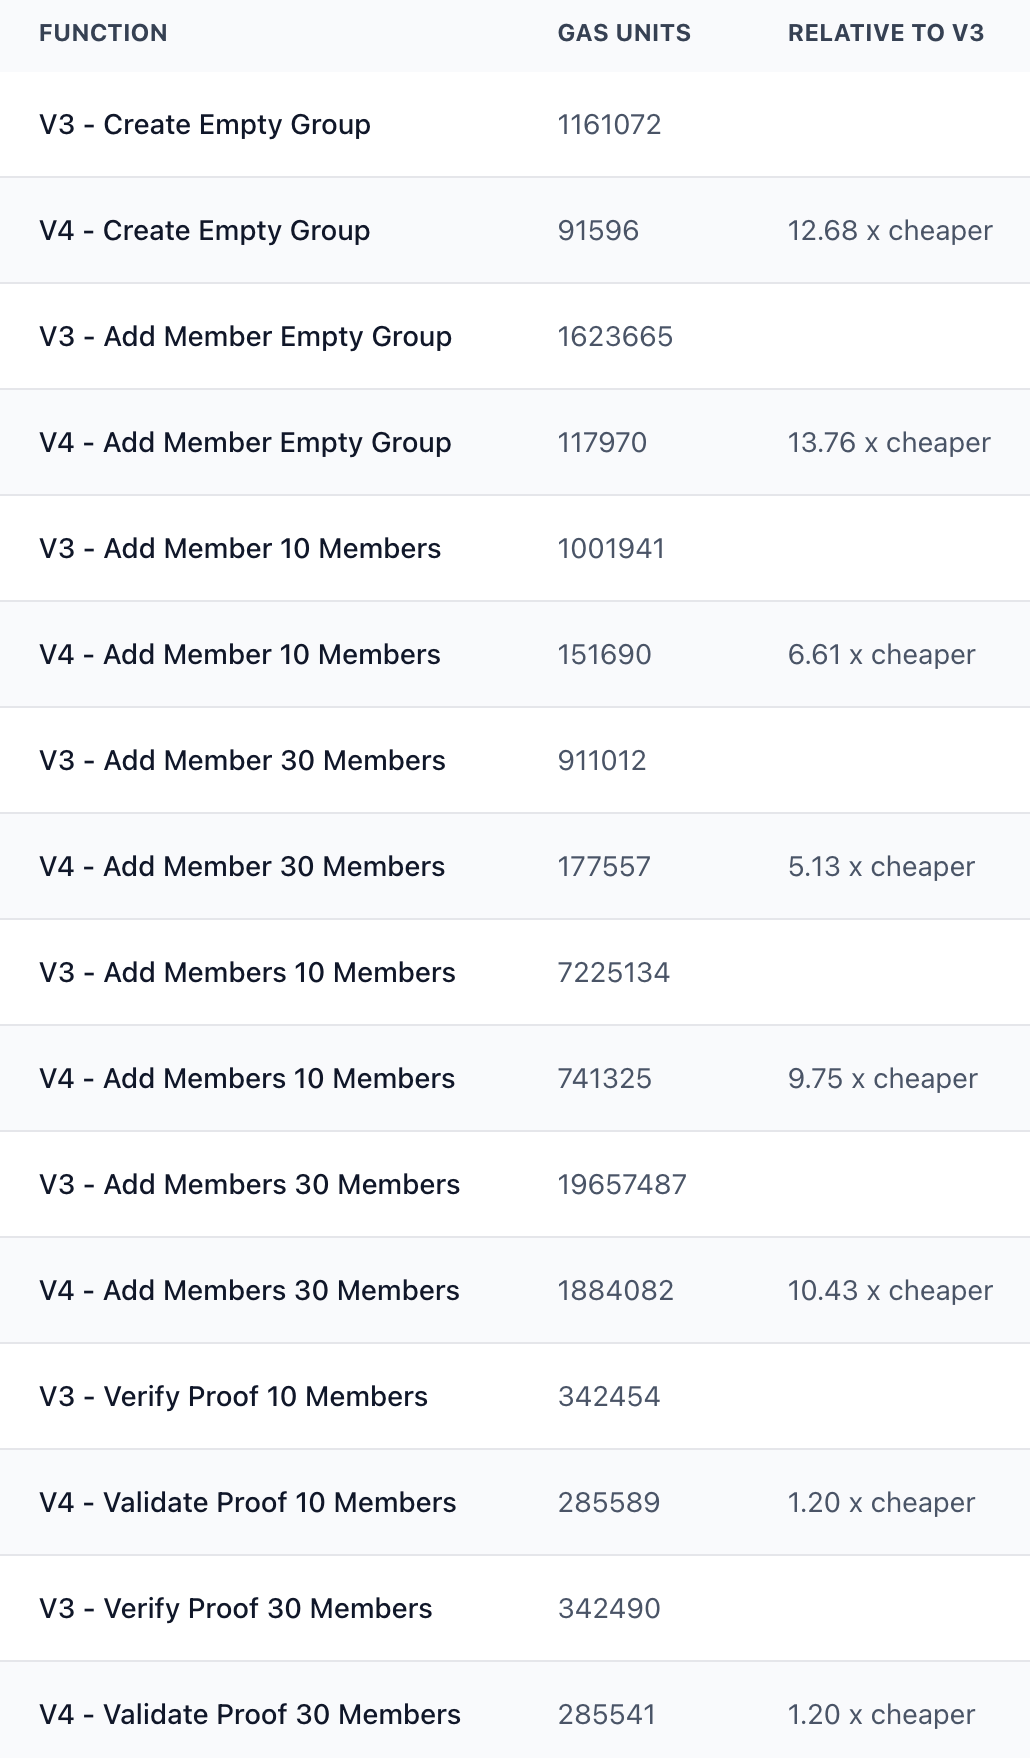 FUNCTION GAS UNITS RELATIVE TO V3
V3 - Create Empty Group 1161072
V4 - Create Empty Group 91596 12.68 x cheaper
V3 - Add Member Empty Group 1623665
V4 - Add Member Empty Group 117970 13.76 x cheaper
V3 - Add Member 10 Members 1001941
V4 - Add Member 10 Members 151690 6.61 x cheaper
V3 - Add Member 30 Members 911012
V4 - Add Member 30 Members 177557 5.13 x cheaper
V3 - Add Members 10 Members 7225134
V4 - Add Members 10 Members 741325 9.75 x cheaper
V3 - Add Members 30 Members 19657487
V4 - Add Members 30 Members 1884082 10.43 x cheaper
V3 - Verify Proof 10 Members 342454
V4 - Validate Proof 10 Members 285589 1.20 x cheaper
V3 - Verify Proof 30 Members 342490
V4 - Validate Proof 30 Members 285541 1.20 x cheaper